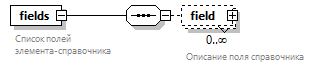 fields
field
0..∞
Список полей
элемента-справочника
Описание поля справочника